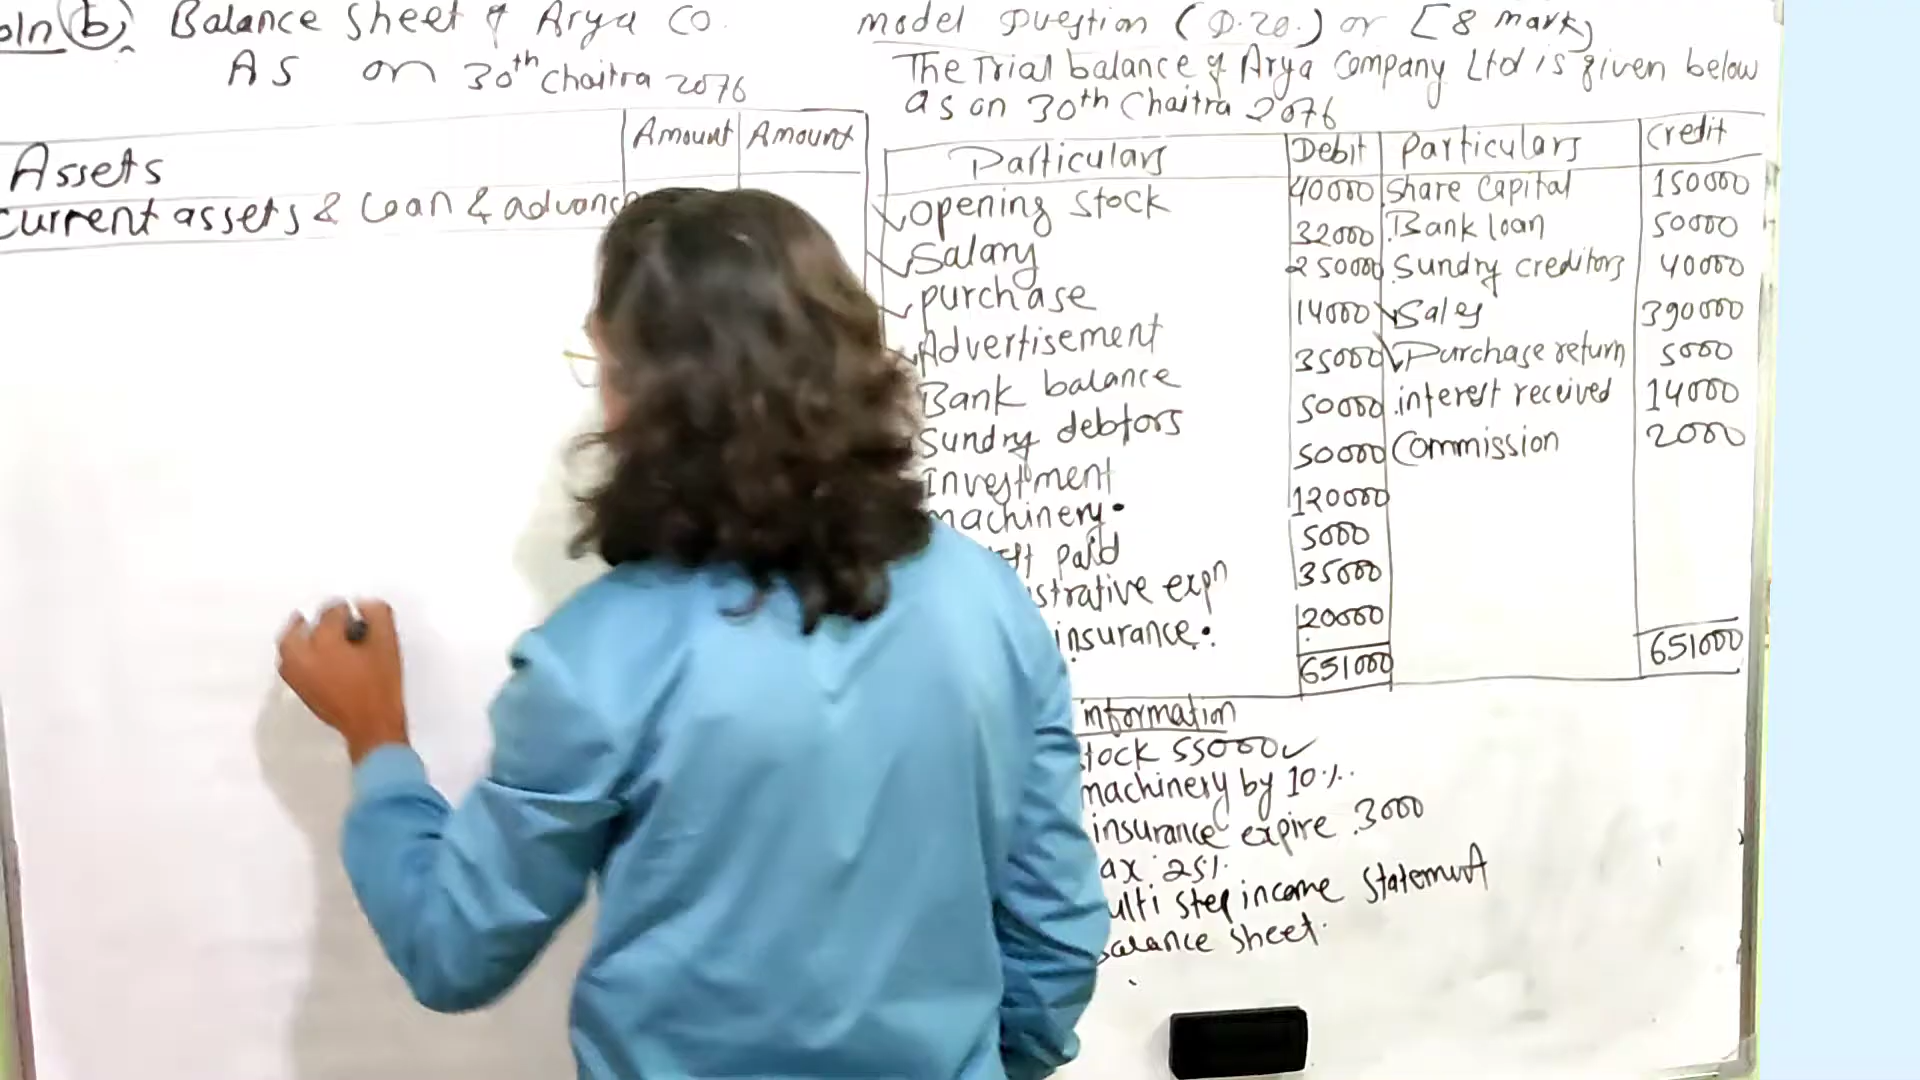 oln (b) Balance Sheet of Arya Co.
As on 30th Chaitra 2076
Amount Amount
Assets
Current assets & loan & advanc
model question (Q.20.) or [8 mark]
The Trial balance of Arya Company Ltd is given below
as on 30th Chaitra 2076
Particulars Debit Particulars Credit
opening stock 40000 Share Capital 150000
Salary 32000 Bank loan 50000
purchase 250000 Sundry creditors 40000
Advertisement 14000 Sales 390000
Bank balance 35000 Purchase return 5000
Sundry debtors 50000 interest received 14000
Investment 50000 Commission 2000
machinery 120000
paid 5000
strative expn 35000
insurance 20000
651000 651000
information
tock 55000
machinery by 10%
insurance expire 3000
ax 25%
ulti step income statement
balance sheet